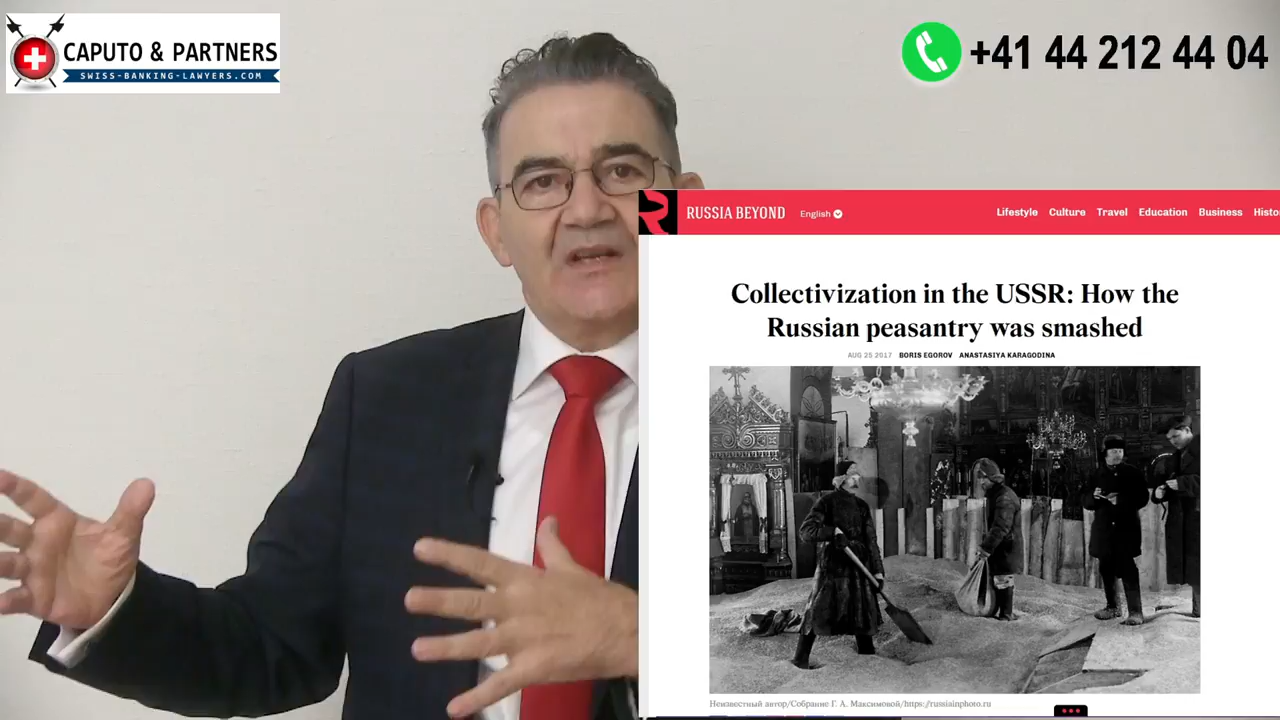 CAPUTO & PARTNERS
SWISS-BANKING-LAWYERS.COM
+41 44 212 44 04
RUSSIA BEYOND
English
Lifestyle Culture Travel Education Business Histo
Collectivization in the USSR: How the
Russian peasantry was smashed
AUG 25 2017 BORIS EGOROV ANASTASIYA KARAGODINA
Неизвестный автор/Собрание Г. А. Максимовой/https://russiainphoto.ru